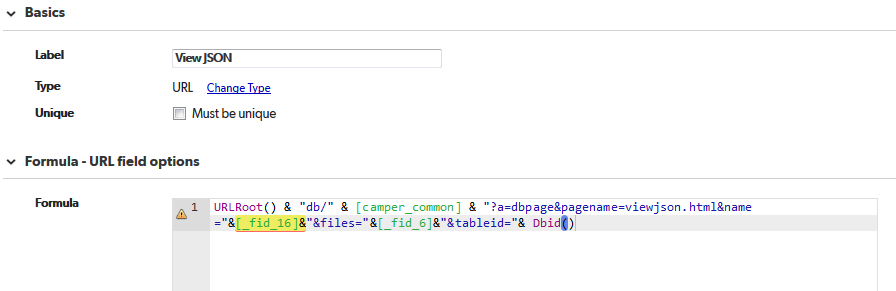 Basics
Label View JSON
Type URL Change Type
Unique Must be unique
Formula - URL field options
Formula 1 URLRoot() & "db/" & [camper_common] & "?a=dbpage&pagename=viewjson.html&name
="&[_fid_16]&"&files="&[_fid_6]&"&tableid="& Dbid()